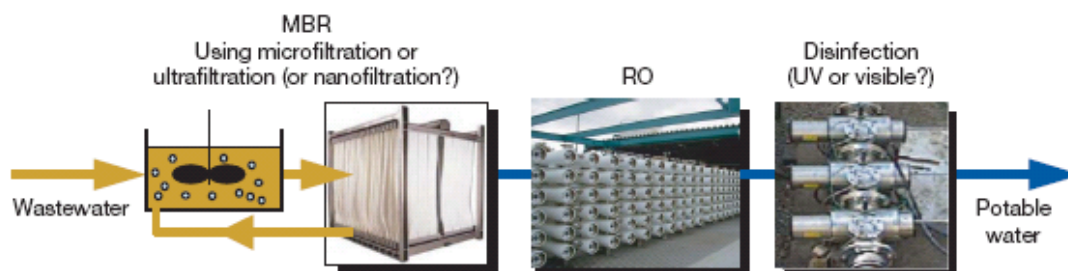 MBR
Using microfiltration or
ultrafiltration (or nanofiltration?)
RO
Disinfection
(UV or visible?)
Wastewater
Potable
water